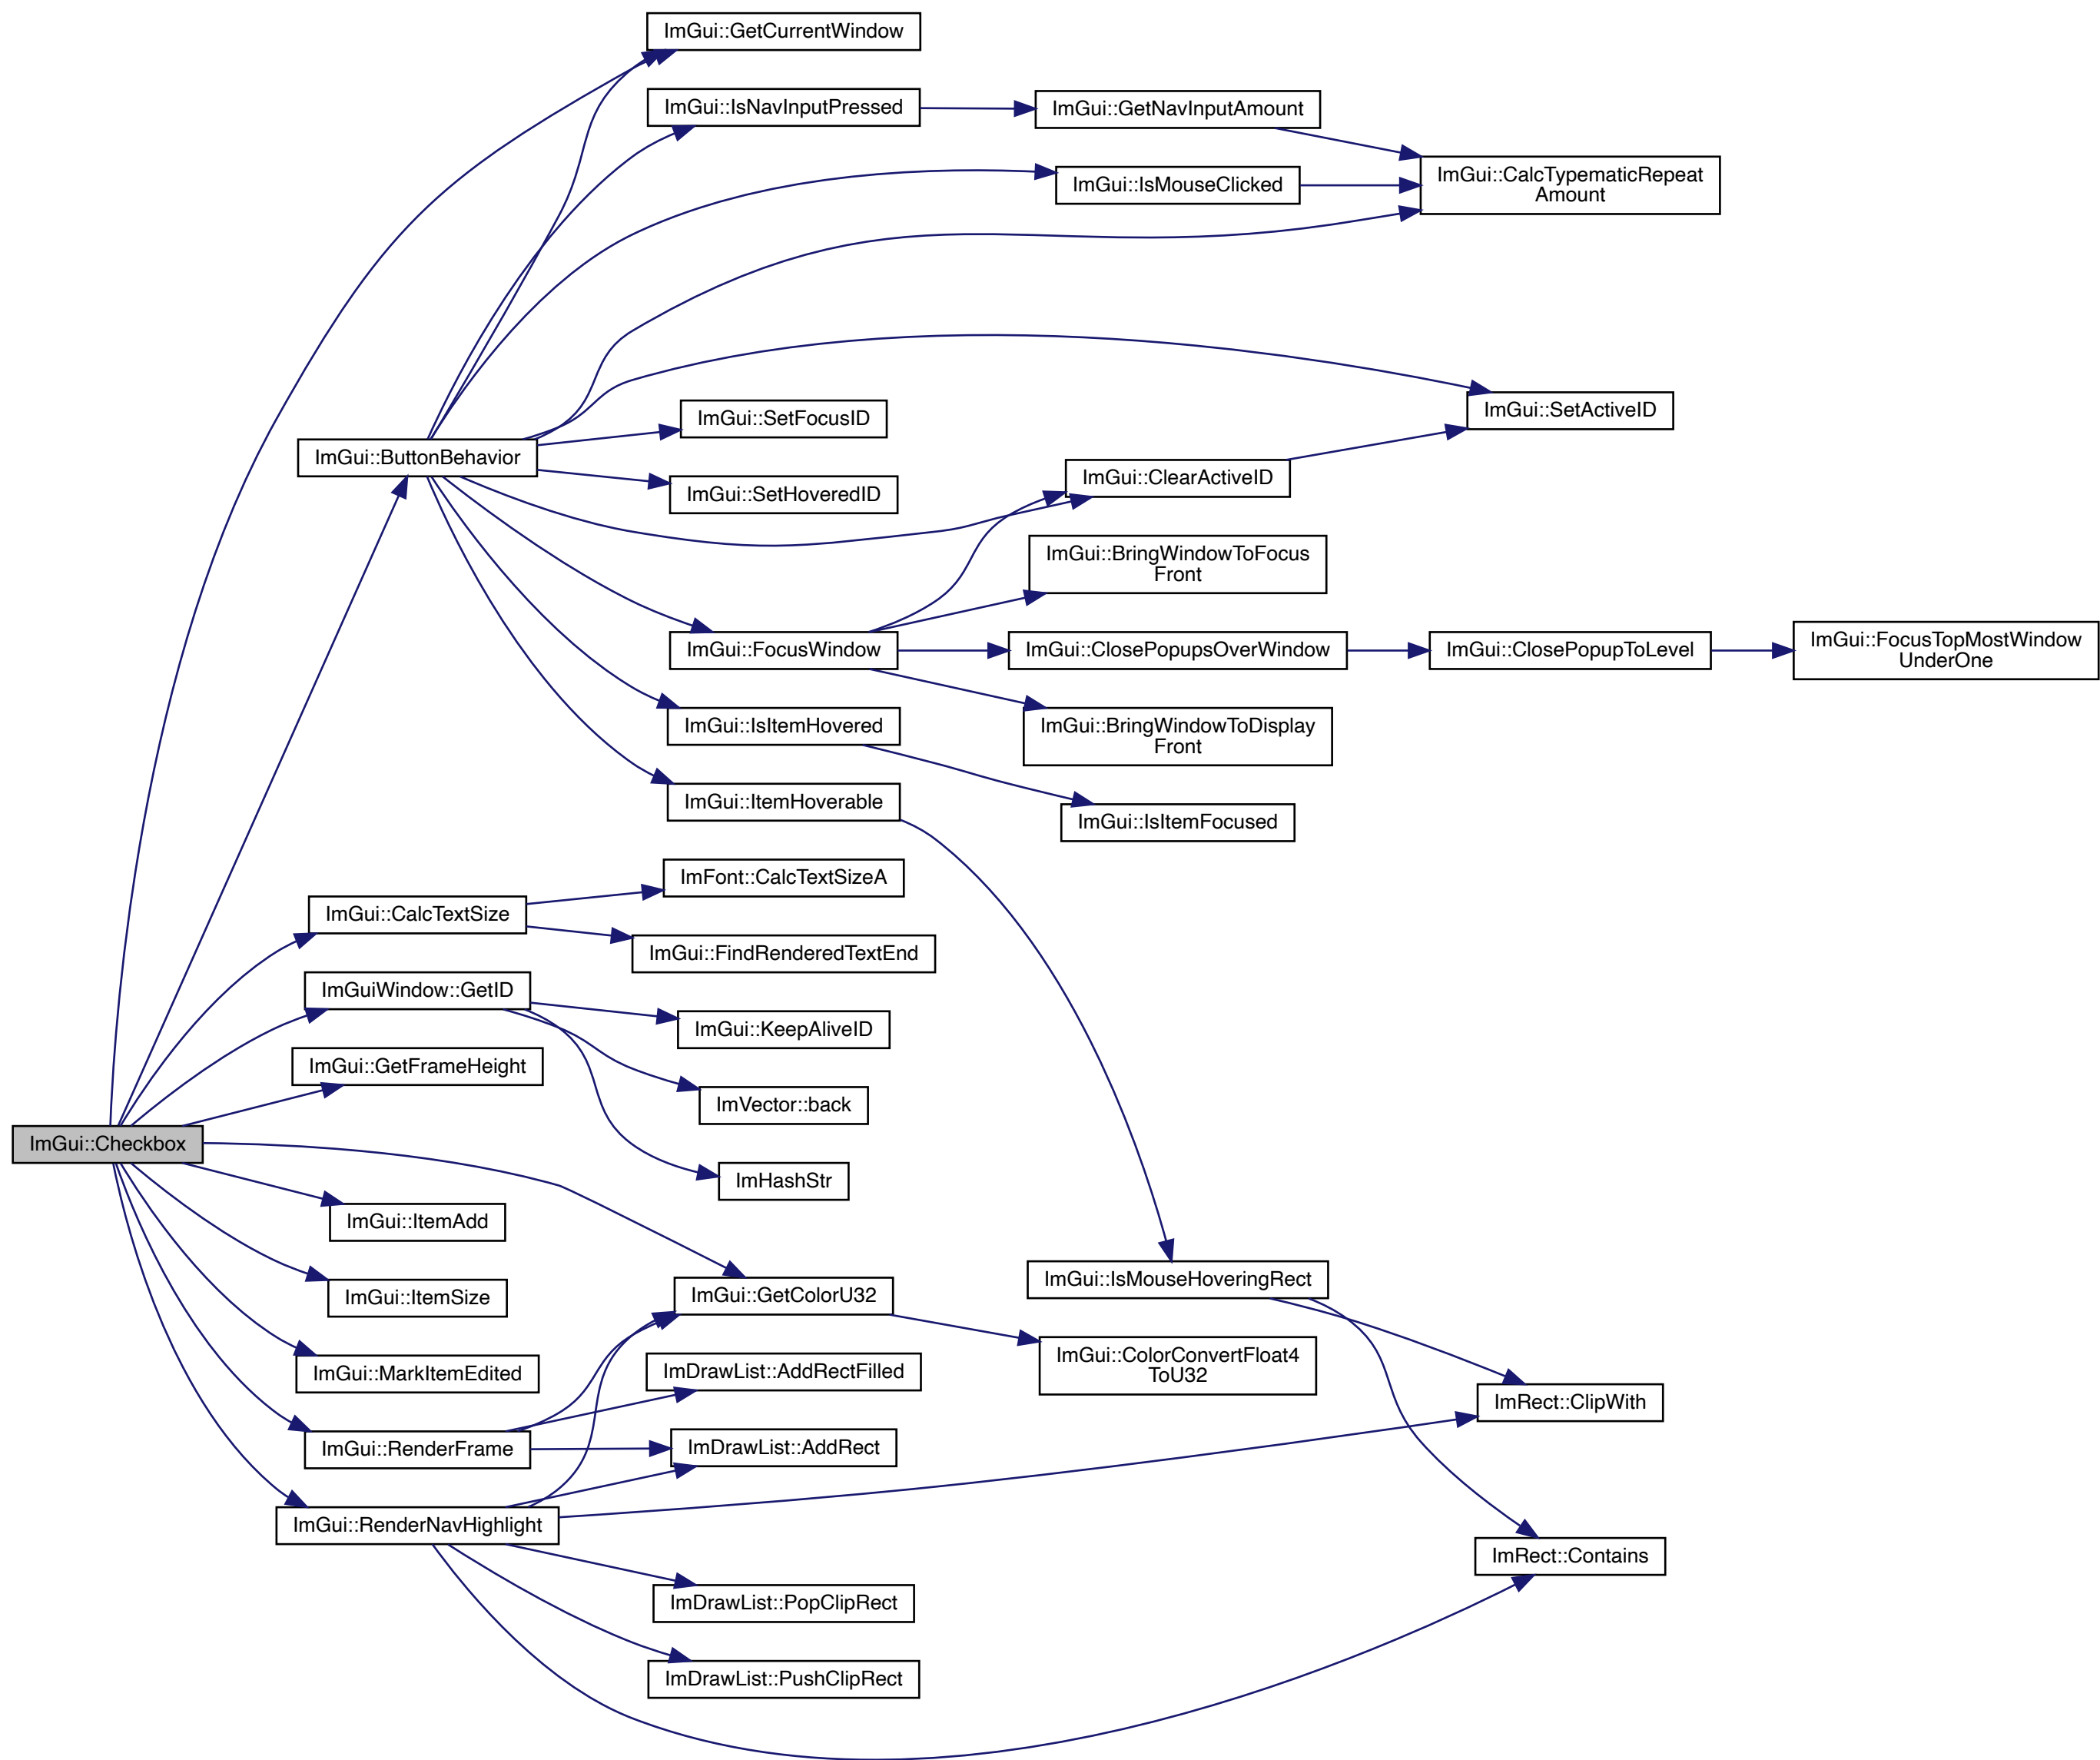 ImGui::GetCurrentWindow
ImGui::IsNavInputPressed
ImGui::GetNavInputAmount
ImGui::IsMouseClicked
ImGui::CalcTypematicRepeat
Amount
ImGui::SetFocusID
ImGui::SetActiveID
ImGui::ButtonBehavior
ImGui::SetHoveredID
ImGui::ClearActiveID
ImGui::BringWindowToFocus
Front
ImGui::FocusWindow
ImGui::ClosePopupsOverWindow
ImGui::ClosePopupToLevel
ImGui::FocusTopMostWindow
UnderOne
ImGui::IsItemHovered
ImGui::BringWindowToDisplay
Front
ImGui::ItemHoverable
ImGui::IsItemFocused
ImFont::CalcTextSizeA
ImGui::CalcTextSize
ImGui::FindRenderedTextEnd
ImGuiWindow::GetID
ImGui::KeepAliveID
ImGui::GetFrameHeight
ImVector::back
ImGui::Checkbox
ImHashStr
ImGui::ItemAdd
ImGui::IsMouseHoveringRect
ImGui::ItemSize
ImGui::GetColorU32
ImGui::ColorConvertFloat4
ToU32
ImGui::MarkItemEdited
ImDrawList::AddRectFilled
ImRect::ClipWith
ImGui::RenderFrame
ImDrawList::AddRect
ImGui::RenderNavHighlight
ImRect::Contains
ImDrawList::PopClipRect
ImDrawList::PushClipRect